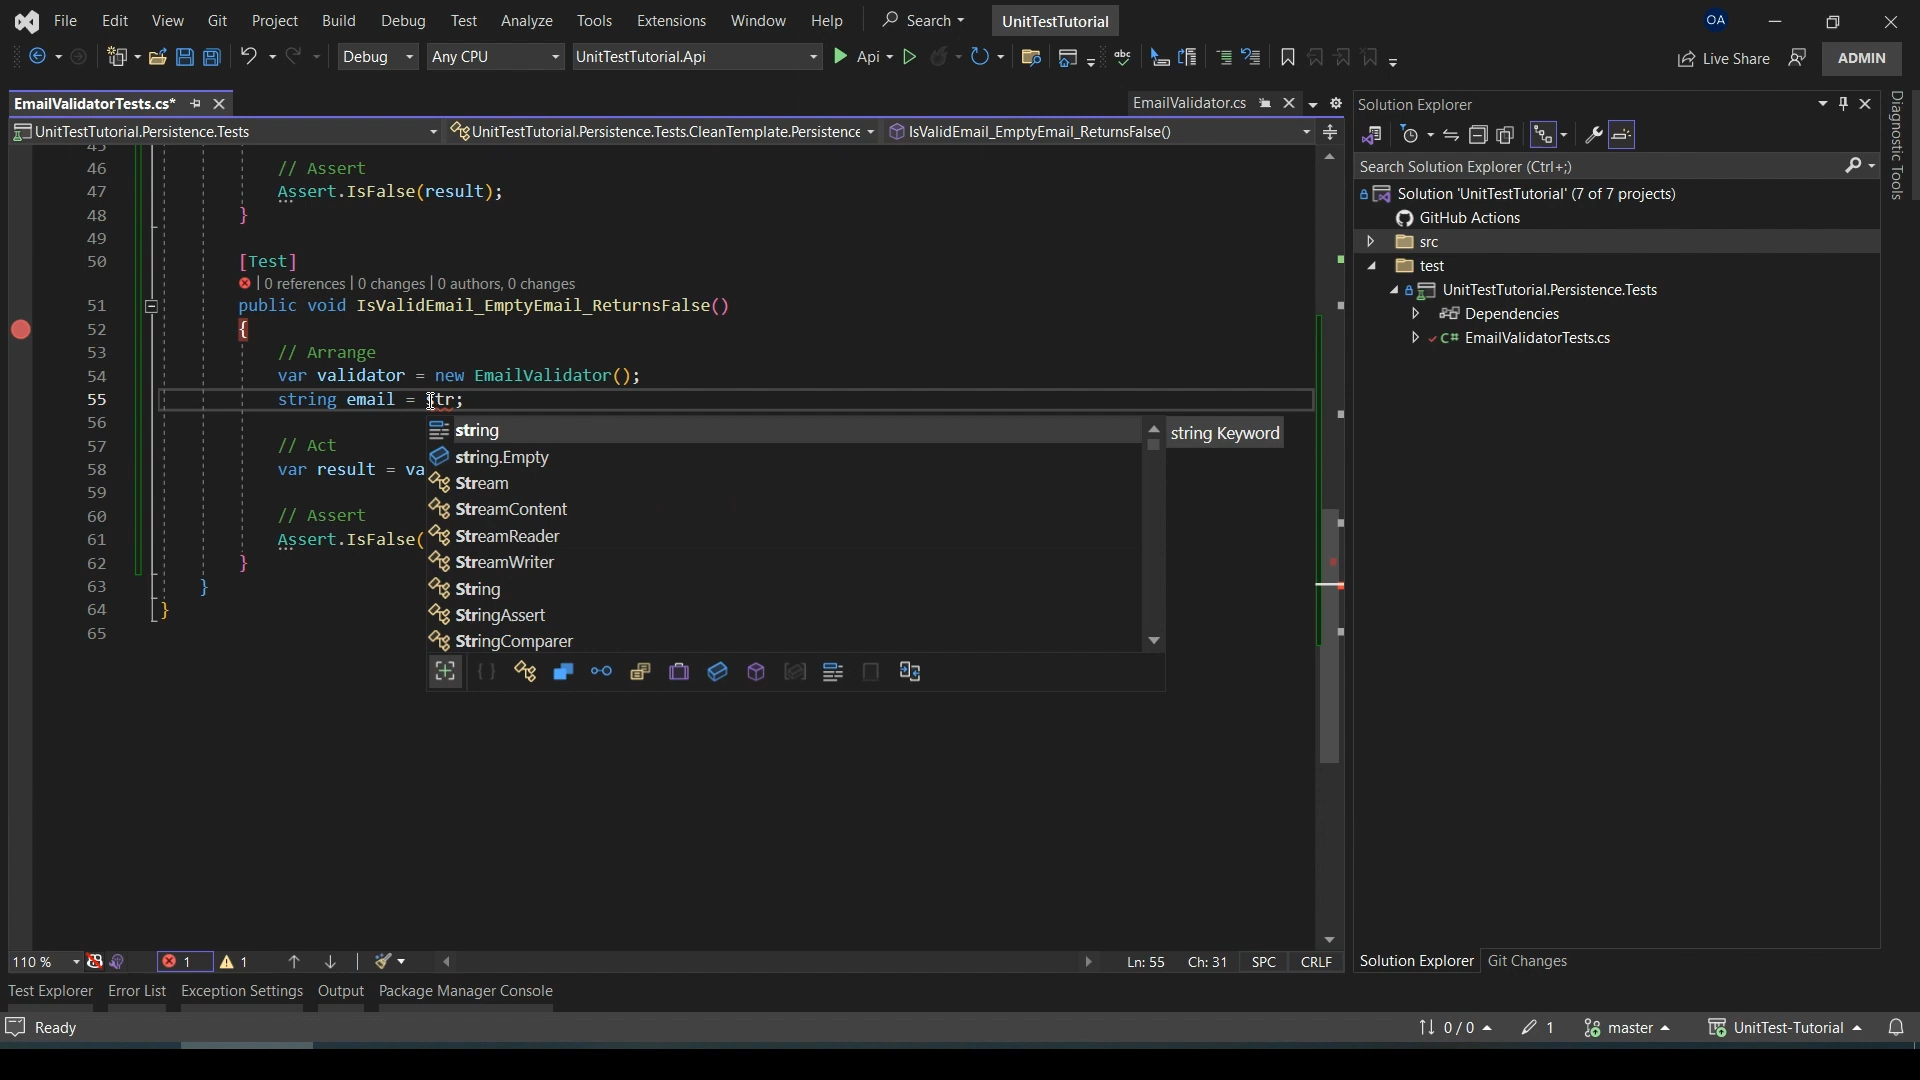 File Edit View Git Project Build Debug Test Analyze Tools Extensions Window Help Search UnitTestTutorial OA
Debug Any CPU UnitTestTutorial.Api Api abc Live Share ADMIN
EmailValidatorTests.cs* EmailValidator.cs
UnitTestTutorial.Persistence.Tests UnitTestTutorial.Persistence.Tests.CleanTemplate.Persistence IsValidEmail_EmptyEmail_ReturnsFalse()
45
46 // Assert
47 Assert.IsFalse(result);
48 }
49
50 [Test]
0 references | 0 changes | 0 authors, 0 changes
51 public void IsValidEmail_EmptyEmail_ReturnsFalse()
52 {
53 // Arrange
54 var validator = new EmailValidator();
55 string email = str;
56
57 // Act
58 var result = va
59
60 // Assert
61 Assert.IsFalse(
62 }
63 }
64 }
65
string
string.Empty
Stream
StreamContent
StreamReader
StreamWriter
String
StringAssert
StringComparer
string Keyword
Solution Explorer
Search Solution Explorer (Ctrl+;)
Solution 'UnitTestTutorial' (7 of 7 projects)
GitHub Actions
src
test
UnitTestTutorial.Persistence.Tests
Dependencies
C# EmailValidatorTests.cs
Diagnostic Tools
110 % 1 1 Ln: 55 Ch: 31 SPC CRLF
Solution Explorer Git Changes
Test Explorer Error List Exception Settings Output Package Manager Console
Ready 0 / 0 1 master UnitTest-Tutorial